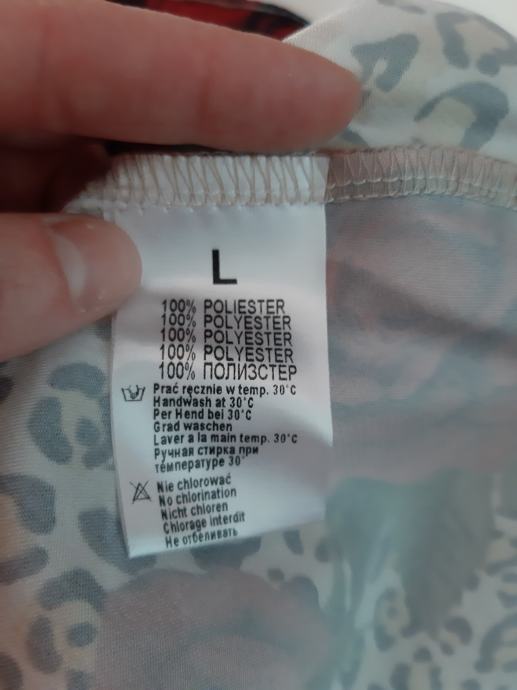 L
100% POLIESTER
100% POLYESTER
100% POLYESTER
100% POLYESTER
100% ПОЛИЗСТЕР
Prać ręcznie w temp. 30°C
Handwash at 30°C
Per Hend bei 30°C
Grad waschen
Laver a la main temp. 30°C
Ручная стирка при
температуре 30°
Nie chlorować
No chlorination
Nicht chloren
Chlorage interdit
Не отбеливать